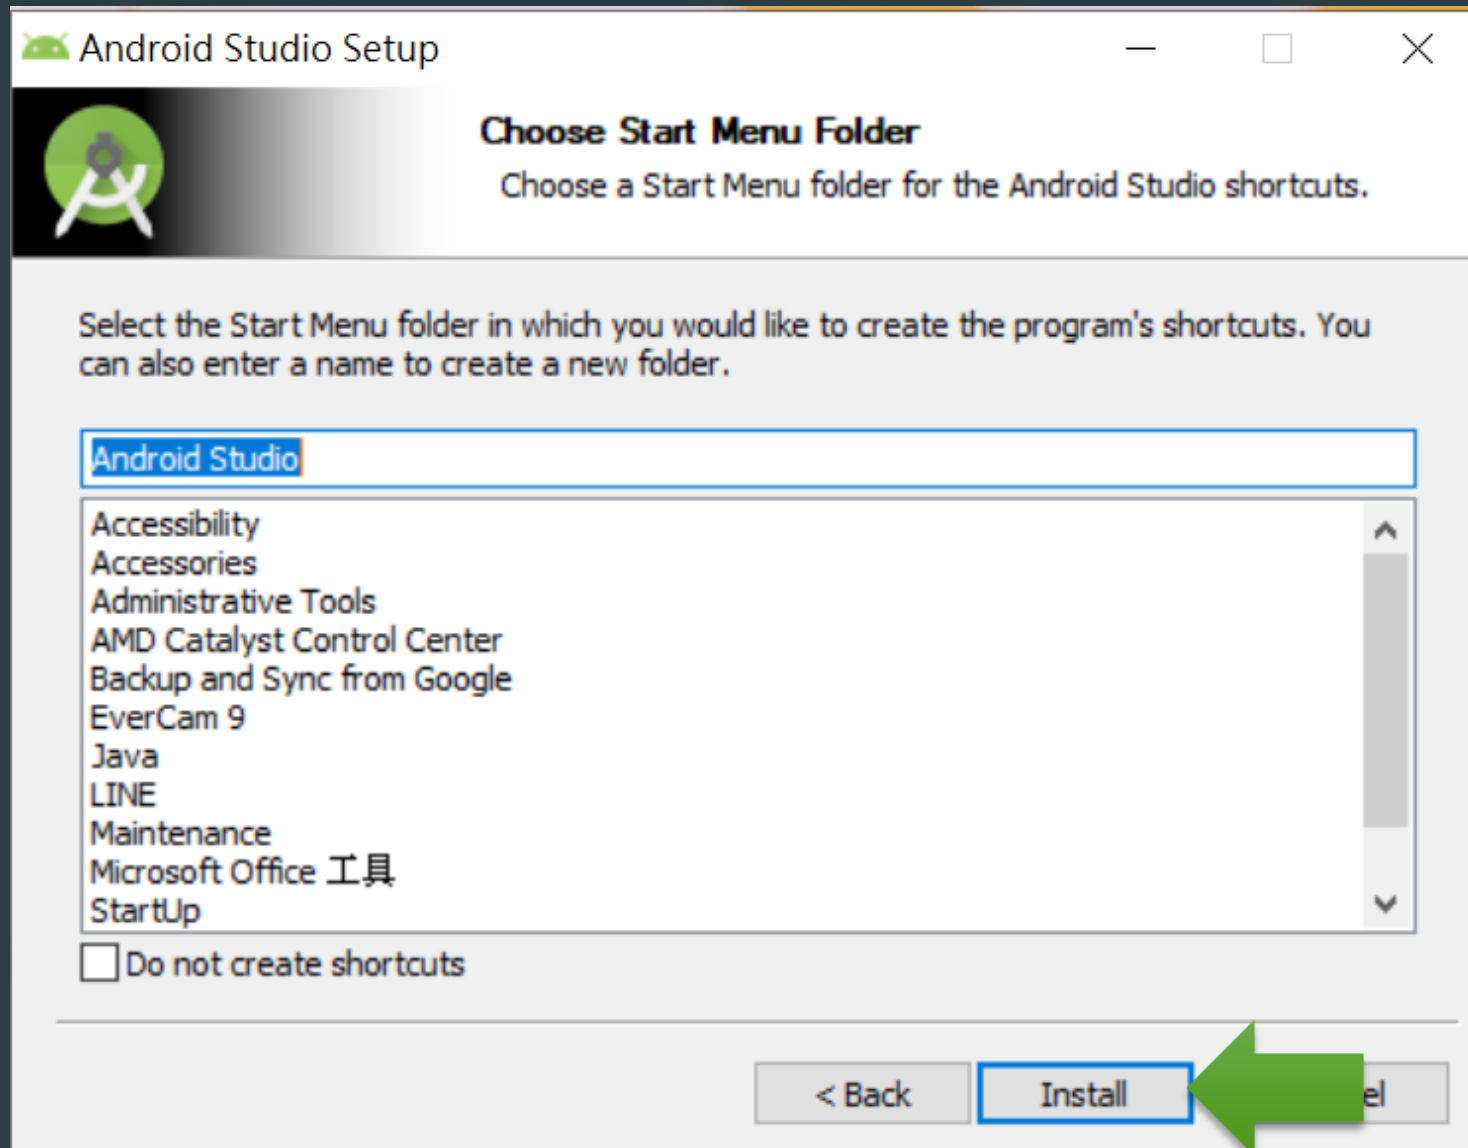 Android Studio Setup
Choose Start Menu Folder
Choose a Start Menu folder for the Android Studio shortcuts.
Select the Start Menu folder in which you would like to create the program's shortcuts. You
can also enter a name to create a new folder.
Android Studio
Accessibility
Accessories
Administrative Tools
AMD Catalyst Control Center
Backup and Sync from Google
EverCam 9
Java
LINE
Maintenance
Microsoft Office 工具
StartUp
Do not create shortcuts
< Back
Install